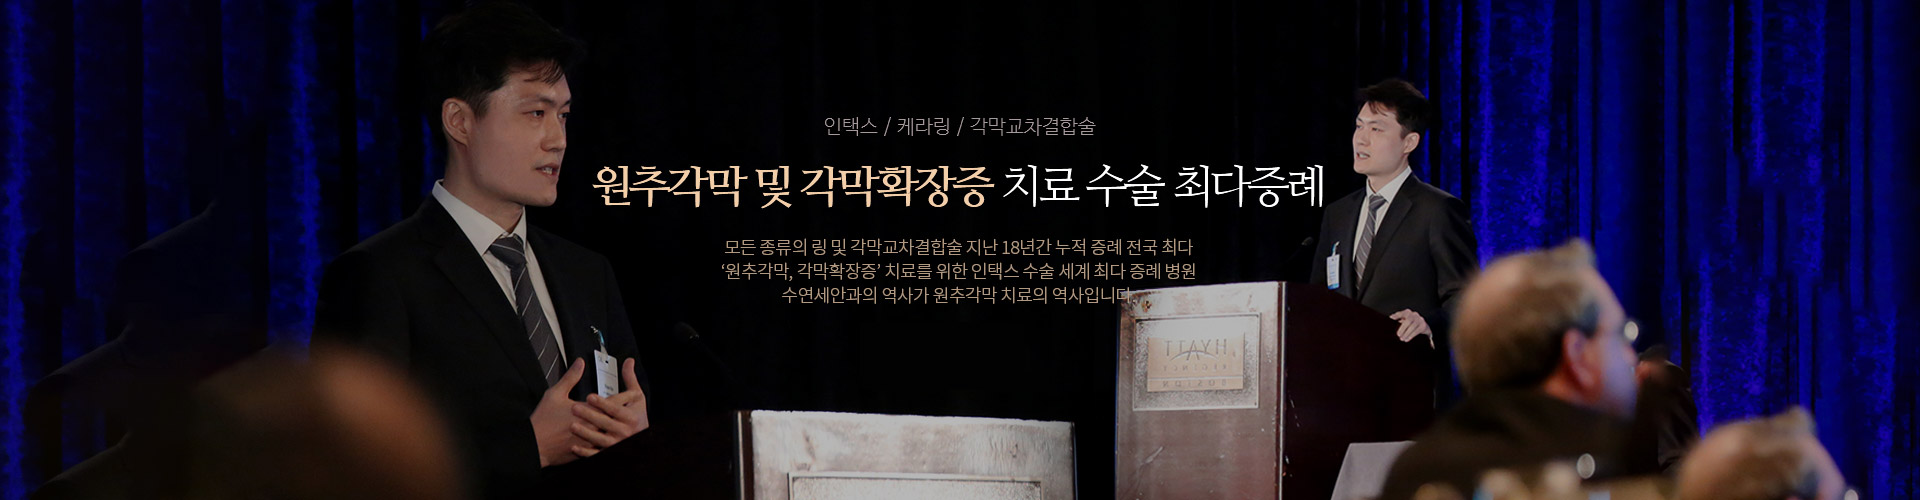 인택스 / 케라링 / 각막교차결합술
원추각막 및 각막확장증 치료 수술 최다증례
모든 종류의 링 및 각막교차결합술 지난 18년간 누적 증례 전국 최다
‘원추각막, 각막확장증’ 치료를 위한 인택스 수술 세계 최다 증례 병원
수연세안과의 역사가 원추각막 치료의 역사입니다.
HYATT
REGENCY
BOSTON